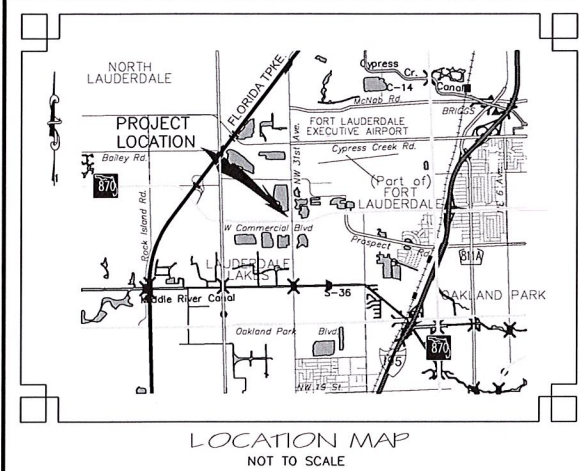 NORTH
LAUDERDALE
FLORIDA TPKE.
Cypress
Cr.
C-14
Canal
McNab Rd.
BRIGGS
PROJECT
LOCATION
FORT LAUDERDALE
EXECUTIVE AIRPORT
NW 31st Ave.
Cypress Creek Rd.
Bailey Rd.
870
(Part of)
FORT
LAUDERDALE
Rock Island Rd.
W Commercial Blvd
Prospect
Rd
811A
LAUDERDALE
LAKES
Middle River Canal
S-36
OAKLAND PARK
Oakland Park Blvd.
870
I95
NW 19 St
LOCATION MAP
NOT TO SCALE